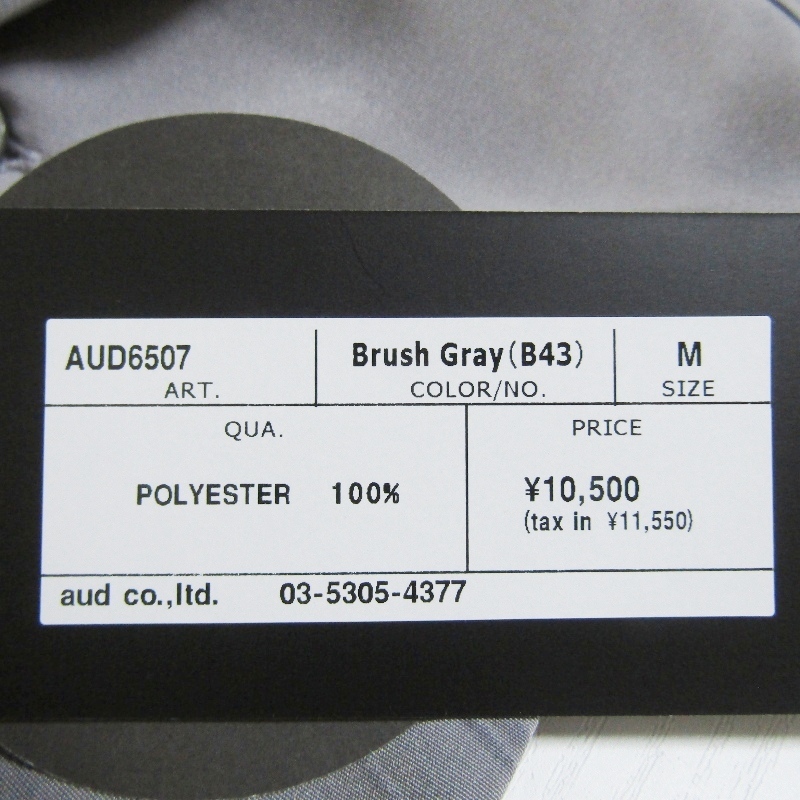 AUD6507
ART.
Brush Gray(B43)
COLOR/NO.
M
SIZE
QUA.
POLYESTER 100%
PRICE
¥10,500
(tax in ¥11,550)
aud co.,ltd. 03-5305-4377